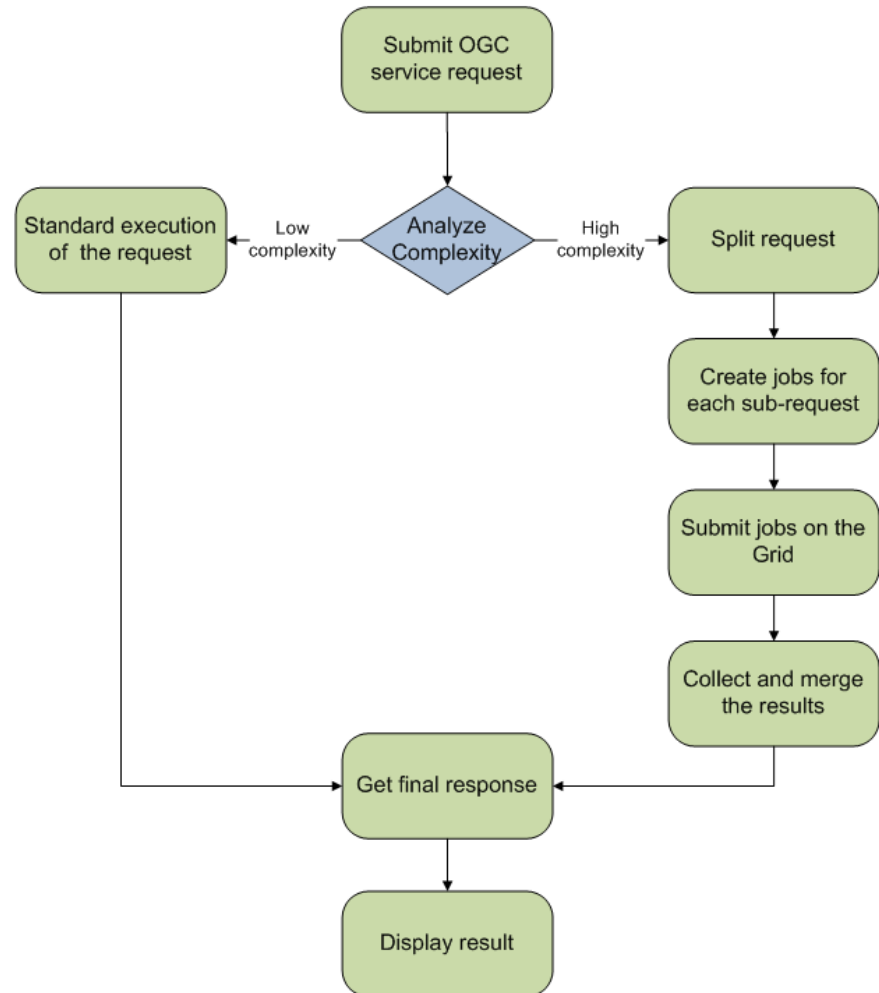 Submit OGC
service request
Standard execution
of  the request
Low
complexity
Analyze
Complexity
High
complexity
Split request
Create jobs for
each sub-request
Submit jobs on the
Grid
Collect and merge
the results
Get final response
Display result